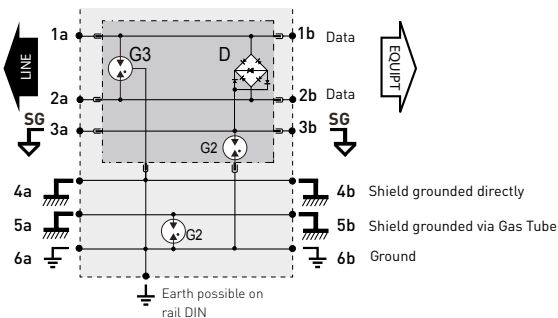 1a
G3
D
1b Data
LINE
EQUIPT
2a
2b Data
SG
3a
3b
SG
G2
4a
4b Shield grounded directly
5a
G2
5b Shield grounded via Gas Tube
6a
6b Ground
Earth possible on
rail DIN